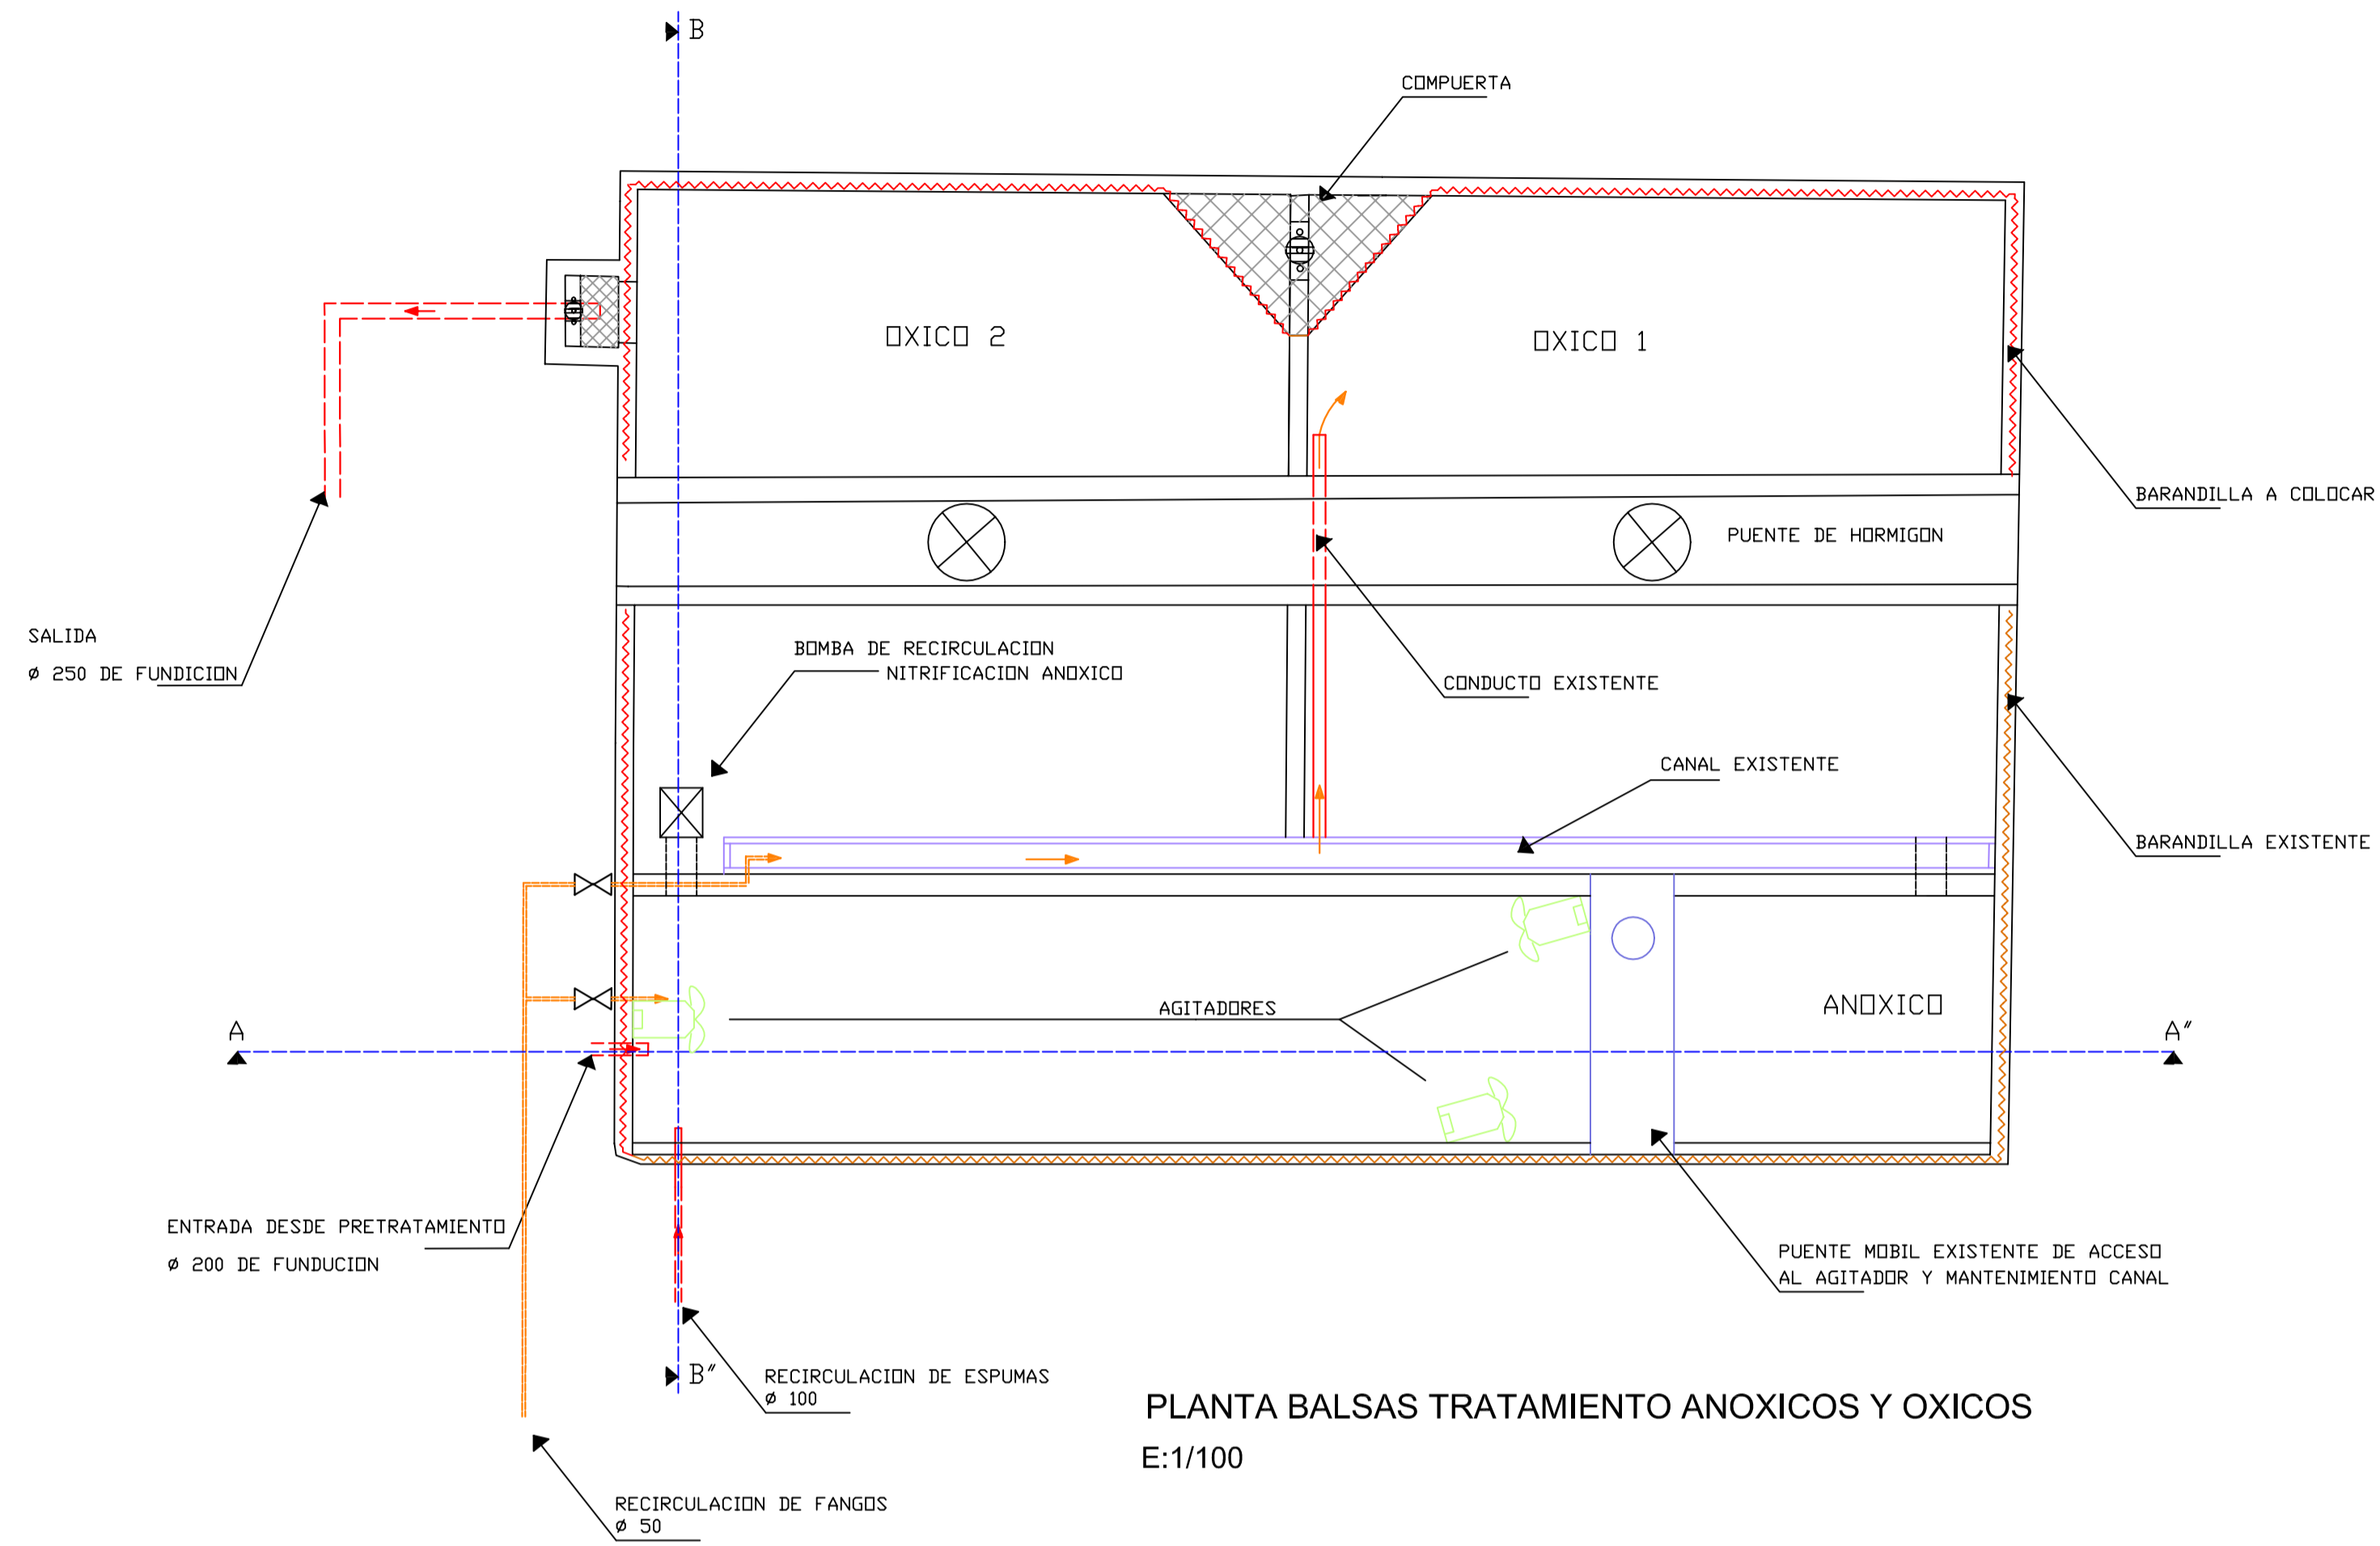 B
COMPUERTA
OXICO 2
OXICO 1
BARANDILLA A COLOCAR
PUENTE DE HORMIGON
SALIDA
ø 250 DE FUNDICION
BOMBA DE RECIRCULACION
NITRIFICACION ANOXICO
CONDUCTO EXISTENTE
CANAL EXISTENTE
BARANDILLA EXISTENTE
AGITADORES
ANOXICO
A
A"
ENTRADA DESDE PRETRATAMIENTO
ø 200 DE FUNDUCION
PUENTE MOBIL EXISTENTE DE ACCESO
AL AGITADOR Y MANTENIMIENTO CANAL
B"
RECIRCULACION DE ESPUMAS
ø 100
PLANTA BALSAS TRATAMIENTO ANOXICOS Y OXICOS
E:1/100
RECIRCULACION DE FANGOS
ø 50